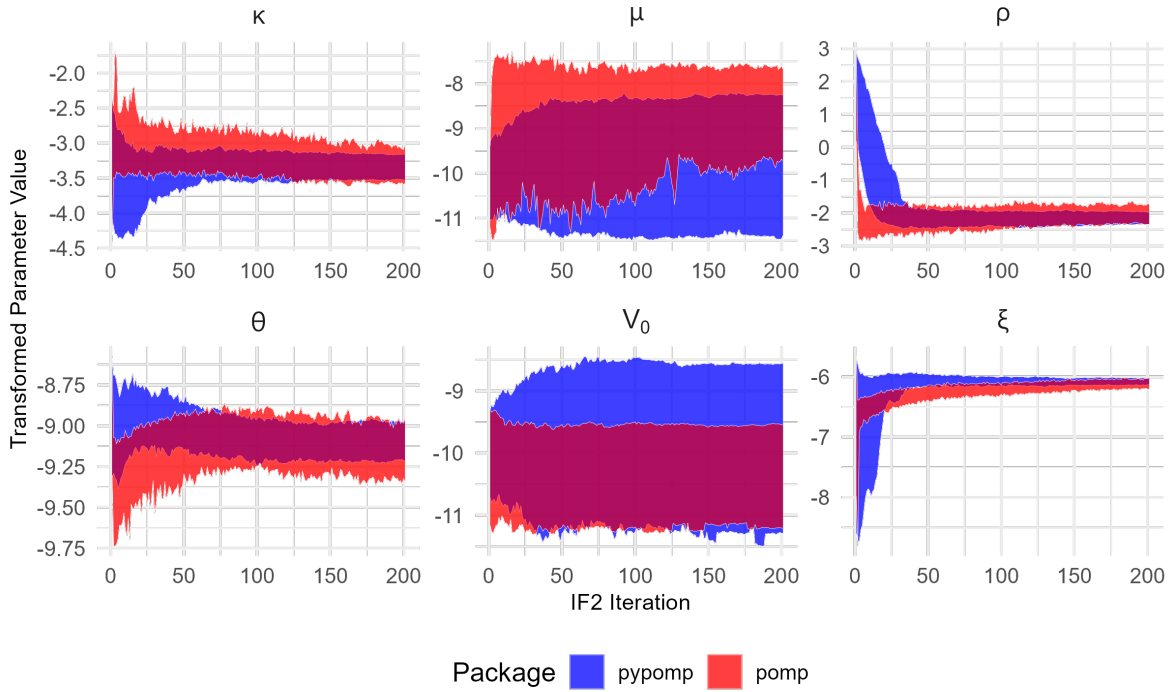 κ μ ρ
Transformed Parameter Value
-2.0 -2.5 -3.0 -3.5 -4.0 -4.5
0 50 100 150 200
-8 -9 -10 -11
0 50 100 150 200
3 2 1 0 -1 -2 -3
0 50 100 150 200
θ V₀ ξ
-8.75 -9.00 -9.25 -9.50 -9.75
0 50 100 150 200
-9 -10 -11
0 50 100 150 200
-6 -7 -8
0 50 100 150 200
IF2 Iteration
Package pypomp pomp